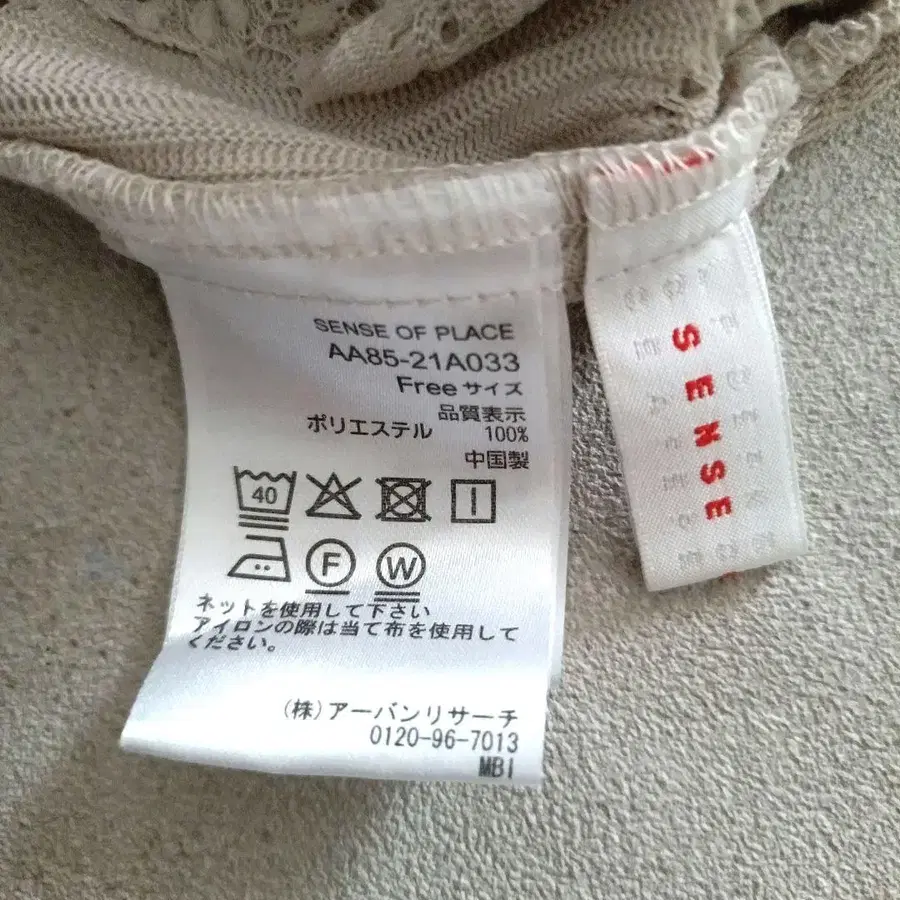 SENSE OF PLACE
AA85-21A033
Freeサイズ
品質表示
ポリエステル 100%
中国製
40
F W
ネットを使用して下さい
アイロンの際は当て布を使用して
ください。
(株)アーバンリサーチ
0120-96-7013
MBI
SENSE